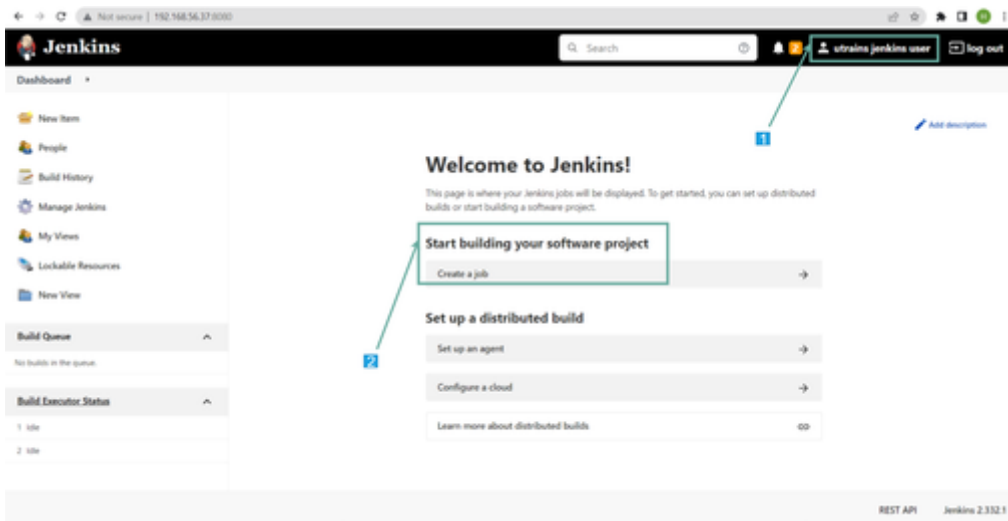 Not secure | 192.168.56.37:8080
Jenkins
Search
2
utrains jenkins user
log out
Dashboard
New Item
People
Build History
Manage Jenkins
My Views
Lockable Resources
New View
Build Queue
No builds in the queue.
Build Executor Status
1 Idle
2 Idle
1
Add description
Welcome to Jenkins!
This page is where your Jenkins jobs will be displayed. To get started, you can set up distributed
builds or start building a software project.
Start building your software project
Create a job
2
Set up a distributed build
Set up an agent
Configure a cloud
Learn more about distributed builds
REST API
Jenkins 2.332.1